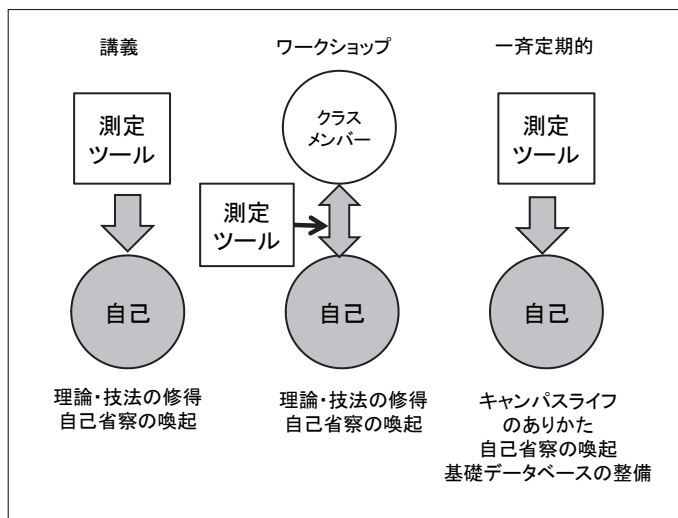 講義
測定
ツール
自己
理論・技法の修得
自己省察の喚起
ワークショップ
クラス
メンバー
測定
ツール
自己
理論・技法の修得
自己省察の喚起
一斉定期的
測定
ツール
自己
キャンパスライフ
のありかた
自己省察の喚起
基礎データベースの整備